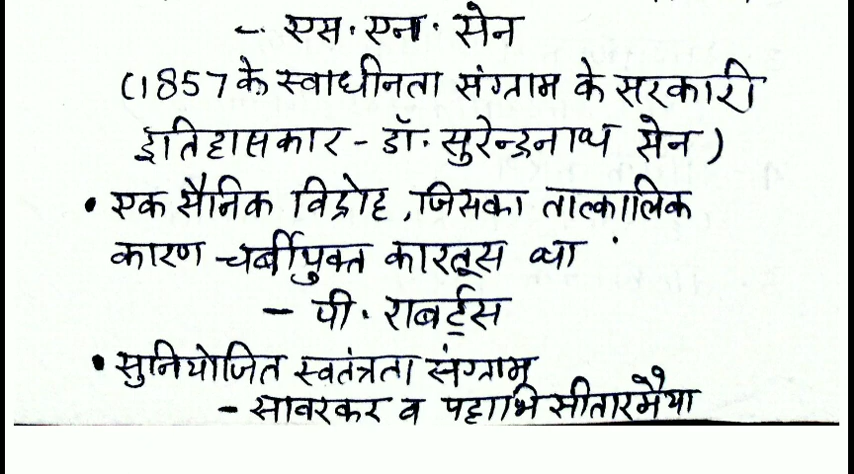 - एस. एन. सेन
(1857 के स्वाधीनता संग्राम के सरकारी
इतिहासकार - डॉ. सुरेन्द्रनाथ सेन)
• एक सैनिक विद्रोह, जिसका तात्कालिक
कारण चर्बीयुक्त कारतूस था
- पी. राबर्ट्स
• सुनियोजित स्वतंत्रता संग्राम
- सावरकर व पट्टाभि सीतारमैया